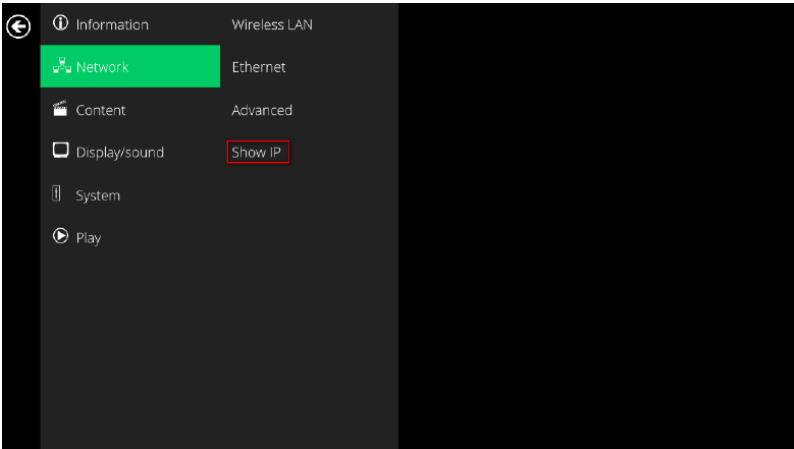 Information
Network
Content
Display/sound
System
Play
Wireless LAN
Ethernet
Advanced
Show IP